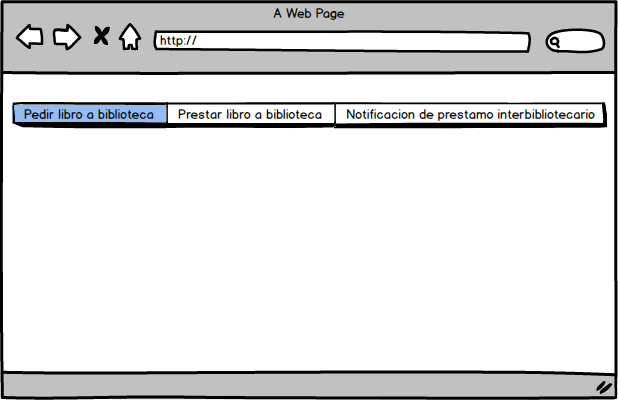 A Web Page
http://
Pedir libro a biblioteca
Prestar libro a biblioteca
Notificacion de prestamo interbibliotecario